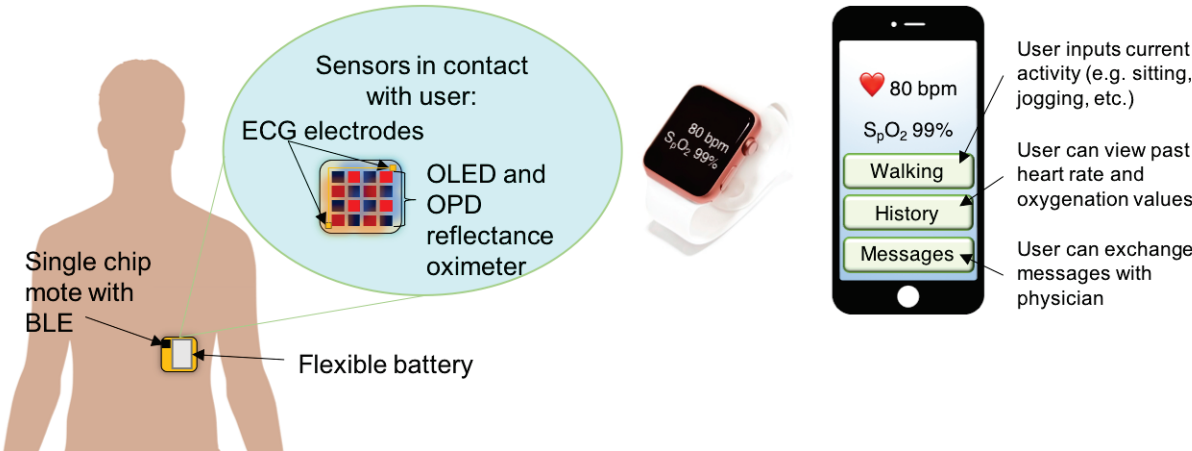 Sensors in contact
with user:
ECG electrodes
OLED and
OPD
reflectance
oximeter
Single chip
mote with
BLE
Flexible battery
80 bpm
SpO2 99%
80 bpm
SpO2 99%
Walking
History
Messages
User inputs current
activity (e.g. sitting,
jogging, etc.)
User can view past
heart rate and
oxygenation values
User can exchange
messages with
physician